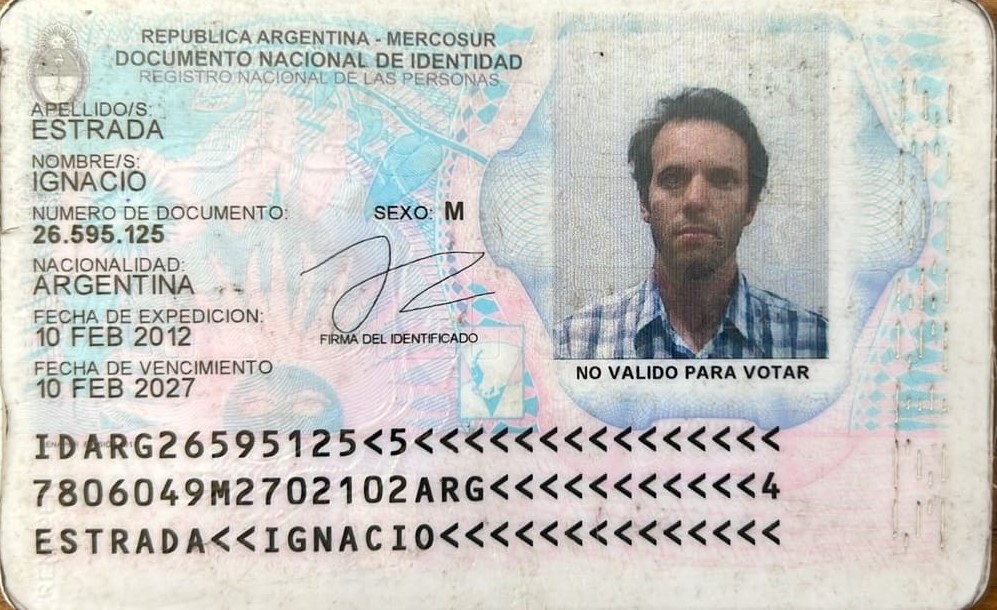 REPUBLICA ARGENTINA - MERCOSUR
DOCUMENTO NACIONAL DE IDENTIDAD
REGISTRO NACIONAL DE LAS PERSONAS
APELLIDO/S:
ESTRADA
NOMBRE/S:
IGNACIO
NUMERO DE DOCUMENTO:
26.595.125
SEXO: M
NACIONALIDAD:
ARGENTINA
FECHA DE EXPEDICION:
10 FEB 2012
FIRMA DEL IDENTIFICADO
FECHA DE VENCIMIENTO
10 FEB 2027
NO VALIDO PARA VOTAR
IDARG26595125<5<<<<<<<<<<<<<<<
7806049M2702102ARG<<<<<<<<<<<4
ESTRADA<<IGNACIO<<<<<<<<<<<<<<